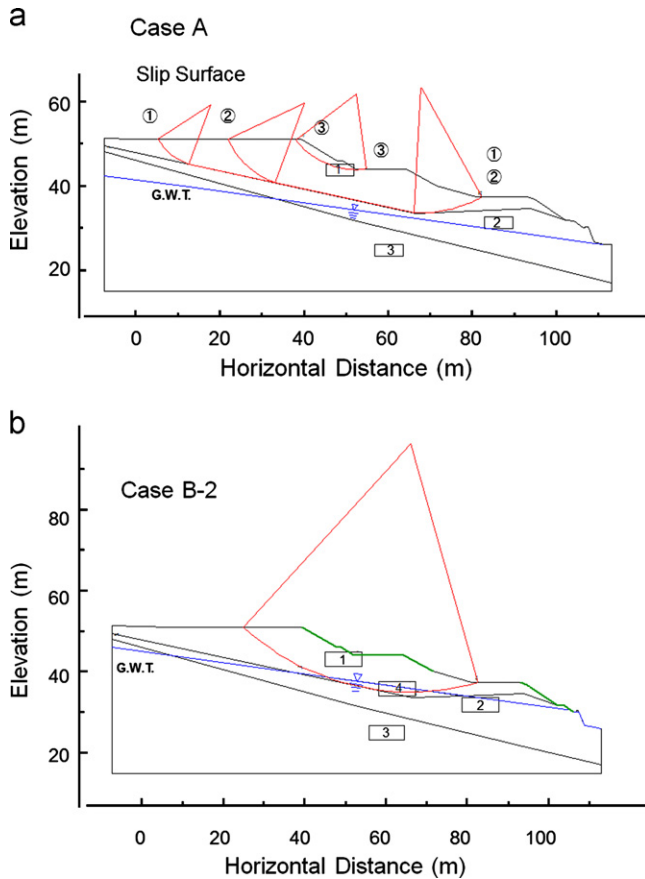 a
Case A
Slip Surface
① ② ③ ③ ① ②
1
2
3
G.W.T.
60
40
20
Elevation (m)
0 20 40 60 80 100
Horizontal Distance (m)
b
Case B-2
80
60
40
20
Elevation (m)
1
4
2
3
G.W.T.
0 20 40 60 80 100
Horizontal Distance (m)